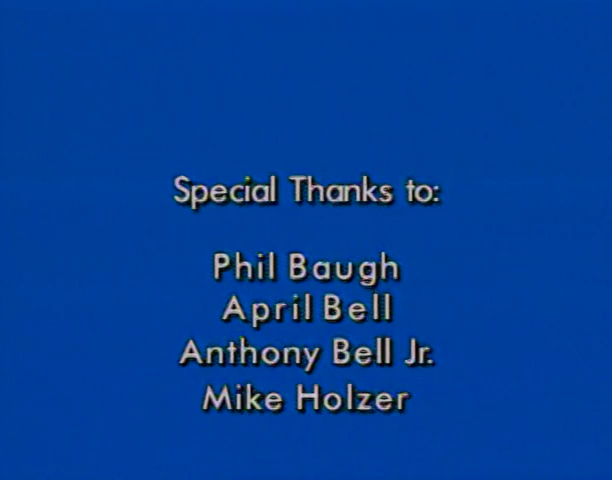 Special Thanks to:
Phil Baugh
April Bell
Anthony Bell Jr.
Mike Holzer